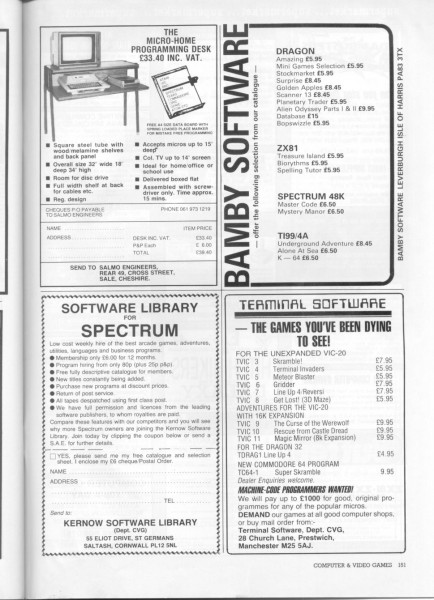 THE
MICRO-HOME
PROGRAMMING DESK
£33.40 INC. VAT.
FREE A4 SIZE DATA BOARD WITH
SPRING LOADED PLACE MARKER
FOR MISTAKE FREE PROGRAMMING
■ Square steel tube with
wood/melamine shelves
and back panel
■ Overall size 32" wide 18"
deep 34" high
■ Room for disc drive
■ Full width shelf at back
for cables etc.
■ Reg. design
■ Accepts micros up to 15"
deep
■ Col. TV up to 14" screen
■ Ideal for home/office or
school use
■ Delivered boxed flat
■ Assembled with screw-
driver only. Time approx.
15 mins.
CHEQUES P/O PAYABLE
TO SALMO ENGINEERS
PHONE 061 973 1219
NAME
ITEM PRICE
ADDRESS
DESK INC. VAT. £33.40
P&P Each £ 6.00
TOTAL £39.40
SEND TO SALMO ENGINEERS,
REAR 49, CROSS STREET,
SALE, CHESHIRE.
BAMBY SOFTWARE
— offer the following selection from our catalogue —
DRAGON
Amazing £5.95
Mini Games Selection £5.95
Stockmarket £5.95
Surprise £8.45
Golden Apples £8.45
Scanner 13 £8.45
Planetary Trader £5.95
Alien Odyssey Parts I & II £9.95
Database £15
Bopswizzle £5.95
ZX81
Treasure Island £5.95
Biorythms £5.95
Spelling Tutor £5.95
SPECTRUM 48K
Master Code £6.50
Mystery Manor £6.50
TI99/4A
Underground Adventure £8.45
Alone At Sea £6.50
K — 64 £6.50
BAMBY SOFTWARE LEVERBURGH ISLE OF HARRIS PA83 3TX
SOFTWARE LIBRARY
FOR
SPECTRUM
Low cost weekly hire of the best arcade games, adventures,
utilities, languages and business programs.
● Membership only £6.00 for 12 months.
● Program hiring from only 80p (plus 25p p&p)
● Free fully descriptive catalogue for members.
● New titles constantly being added.
● Purchase new programs at discount prices.
● Return of post service.
● All tapes despatched using first class post.
● We have full permission and licences from the leading
software publishers, to whom royalties are paid.
Compare these features with our competitors and you will see
why more Spectrum owners are joining the Kernow Software
Library. Join today by clipping the coupon below or send a
S.A.E. for further details.
□ YES, please send me my free catalogue and selection
sheet. I enclose my £6 cheque/Postal Order.
NAME
ADDRESS
TEL
Send to:
KERNOW SOFTWARE LIBRARY
(Dept. CVG)
55 ELIOT DRIVE, ST GERMANS
SALTASH, CORNWALL PL12 5NL
TERMINAL SOFTWARE
— THE GAMES YOU'VE BEEN DYING
TO SEE!
FOR THE UNEXPANDED VIC-20
TVIC 3 Skramble! £7.95
TVIC 4 Terminal Invaders £5.95
TVIC 5 Meteor Blaster £5.95
TVIC 6 Gridder £7.95
TVIC 7 Line Up 4/Reversi £7.95
TVIC 8 Get Lost! (3D Maze) £5.95
ADVENTURES FOR THE VIC-20
WITH 16K EXPANSION
TVIC 9 The Curse of the Werewolf £9.95
TVIC 10 Rescue from Castle Dread £9.95
TVIC 11 Magic Mirror (8k Expansion) £9.95
FOR THE DRAGON 32
TDRAG1 Line Up 4 £4.95
NEW COMMODORE 64 PROGRAM
TC64-1 Super Skramble 9.95
Dealer Enquiries welcome.
MACHINE-CODE PROGRAMMERS WANTED!
We will pay up to £1000 for good, original pro-
grammes for any of the popular micros.
DEMAND our games at all good computer shops,
or buy mail order from:-
Terminal Software, Dept. CVG,
28 Church Lane, Prestwich,
Manchester M25 5AJ.
COMPUTER & VIDEO GAMES 151